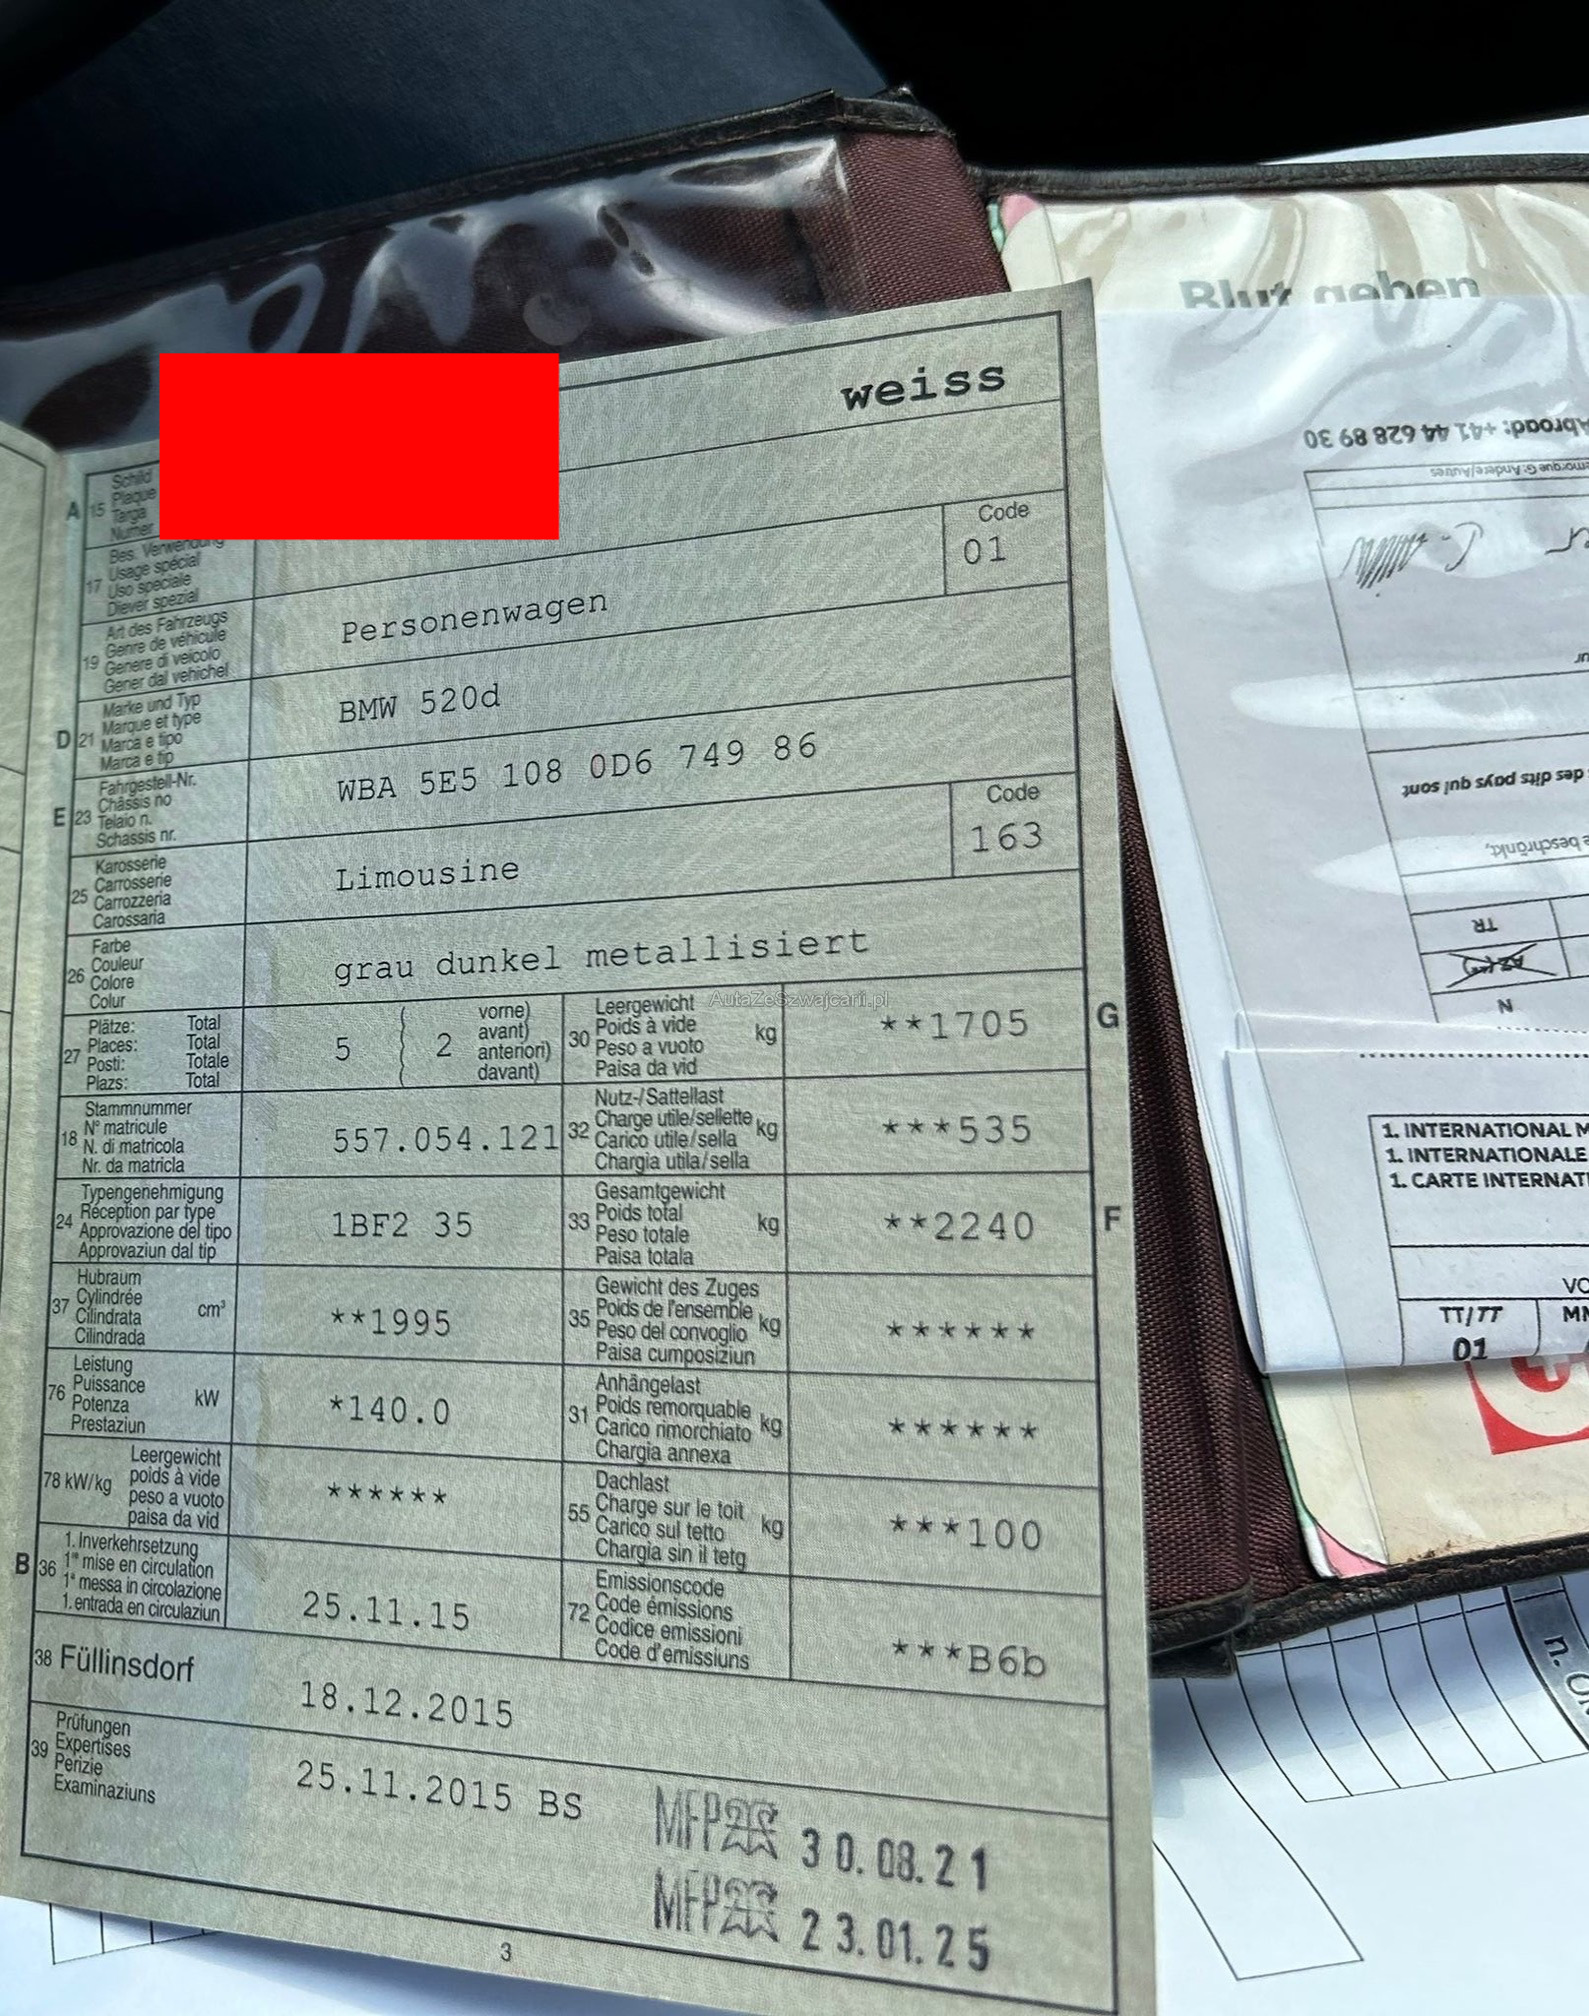 weiss
A
15
Schild
Plaque
Targa
Numer
17
Bes. Verwendung
Usage spécial
Uso speciale
Diever spezial
19
Art des Fahrzeugs
Genre de véhicule
Genere di veicolo
Gener dal vehichel
Personenwagen
Code
01
D
21
Marke und Typ
Marque et type
Marca e tipo
Marca e tip
BMW 520d
E
23
Fahrgestell-Nr.
Châssis no
Telaio n.
Schassis nr.
WBA 5E5 108 0D6 749 86
25
Karosserie
Carrosserie
Carrozzeria
Carossaria
Limousine
Code
163
26
Farbe
Couleur
Colore
Colur
grau dunkel metallisiert
27
Plätze: Total
Places: Total
Posti: Totale
Plazs: Total
5
2
vorne)
avant)
anteriori)
davant)
30
Leergewicht
Poids à vide
Peso a vuoto
Paisa da vid
kg
**1705
G
AutaZeSzwajcarii.pl
18
Stammnummer
N° matricule
N. di matricola
Nr. da matricla
557.054.121
32
Nutz-/Sattellast
Charge utile/sellette
Carico utile/sella
Chargia utila/sella
kg
***535
24
Typengenehmigung
Réception par type
Approvazione del tipo
Approvaziun dal tip
1BF2 35
33
Gesamtgewicht
Poids total
Peso totale
Paisa totala
kg
**2240
F
37
Hubraum
Cylindrée
Cilindrata
Cilindrada
cm³
**1995
35
Gewicht des Zuges
Poids de l'ensemble
Peso del convoglio
Paisa cumposiziun
kg
******
76
Leistung
Puissance
Potenza
Prestaziun
kW
*140.0
31
Anhängelast
Poids remorquable
Carico rimorchiato
Chargia annexa
kg
******
78 kW/kg
Leergewicht
poids à vide
peso a vuoto
paisa da vid
******
55
Dachlast
Charge sur le toit
Carico sul tetto
Chargia sin il tetg
kg
***100
B
36
1. Inverkehrsetzung
1re mise en circulation
1a messa in circolazione
1. entrada en circulaziun
25.11.15
72
Emissionscode
Code émissions
Codice emissioni
Code d'emissiuns
***B6b
38 Füllinsdorf
18.12.2015
39
Prüfungen
Expertises
Perizie
Examinaziuns
25.11.2015 BS
MFP 30.08.21
MFP 23.01.25
3
Blut geben
Abroad: +41 44 628 89 30
des dits pays qui sont
beschränkt,
TR
N
1. INTERNATIONAL
1. INTERNATIONALE
1. CARTE
TT/TT
01